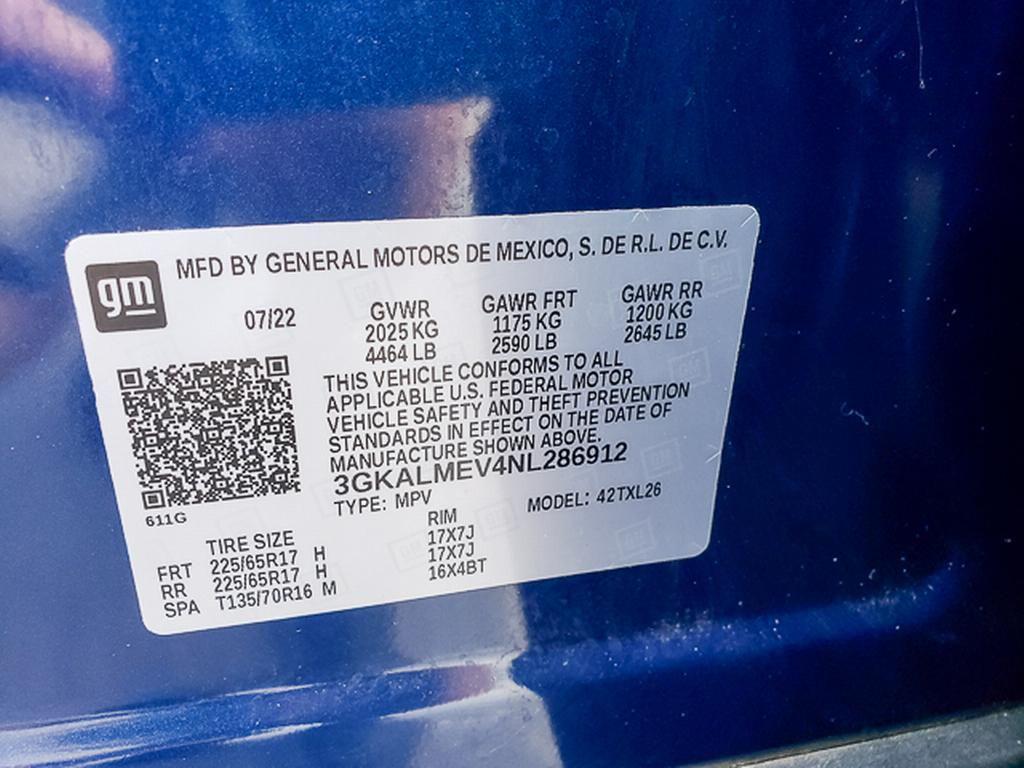 gm
MFD BY GENERAL MOTORS DE MEXICO, S. DE R.L. DE C.V.
07/22
GVWR
2025 KG
4464 LB
GAWR FRT
1175 KG
2590 LB
GAWR RR
1200 KG
2645 LB
THIS VEHICLE CONFORMS TO ALL
APPLICABLE U.S. FEDERAL MOTOR
VEHICLE SAFETY AND THEFT PREVENTION
STANDARDS IN EFFECT ON THE DATE OF
MANUFACTURE SHOWN ABOVE.
3GKALMEV4NL286912
TYPE: MPV MODEL: 42TXL26
611G
TIRE SIZE RIM
FRT 225/65R17 H 17X7J
RR 225/65R17 H 17X7J
SPA T135/70R16 M 16X4BT